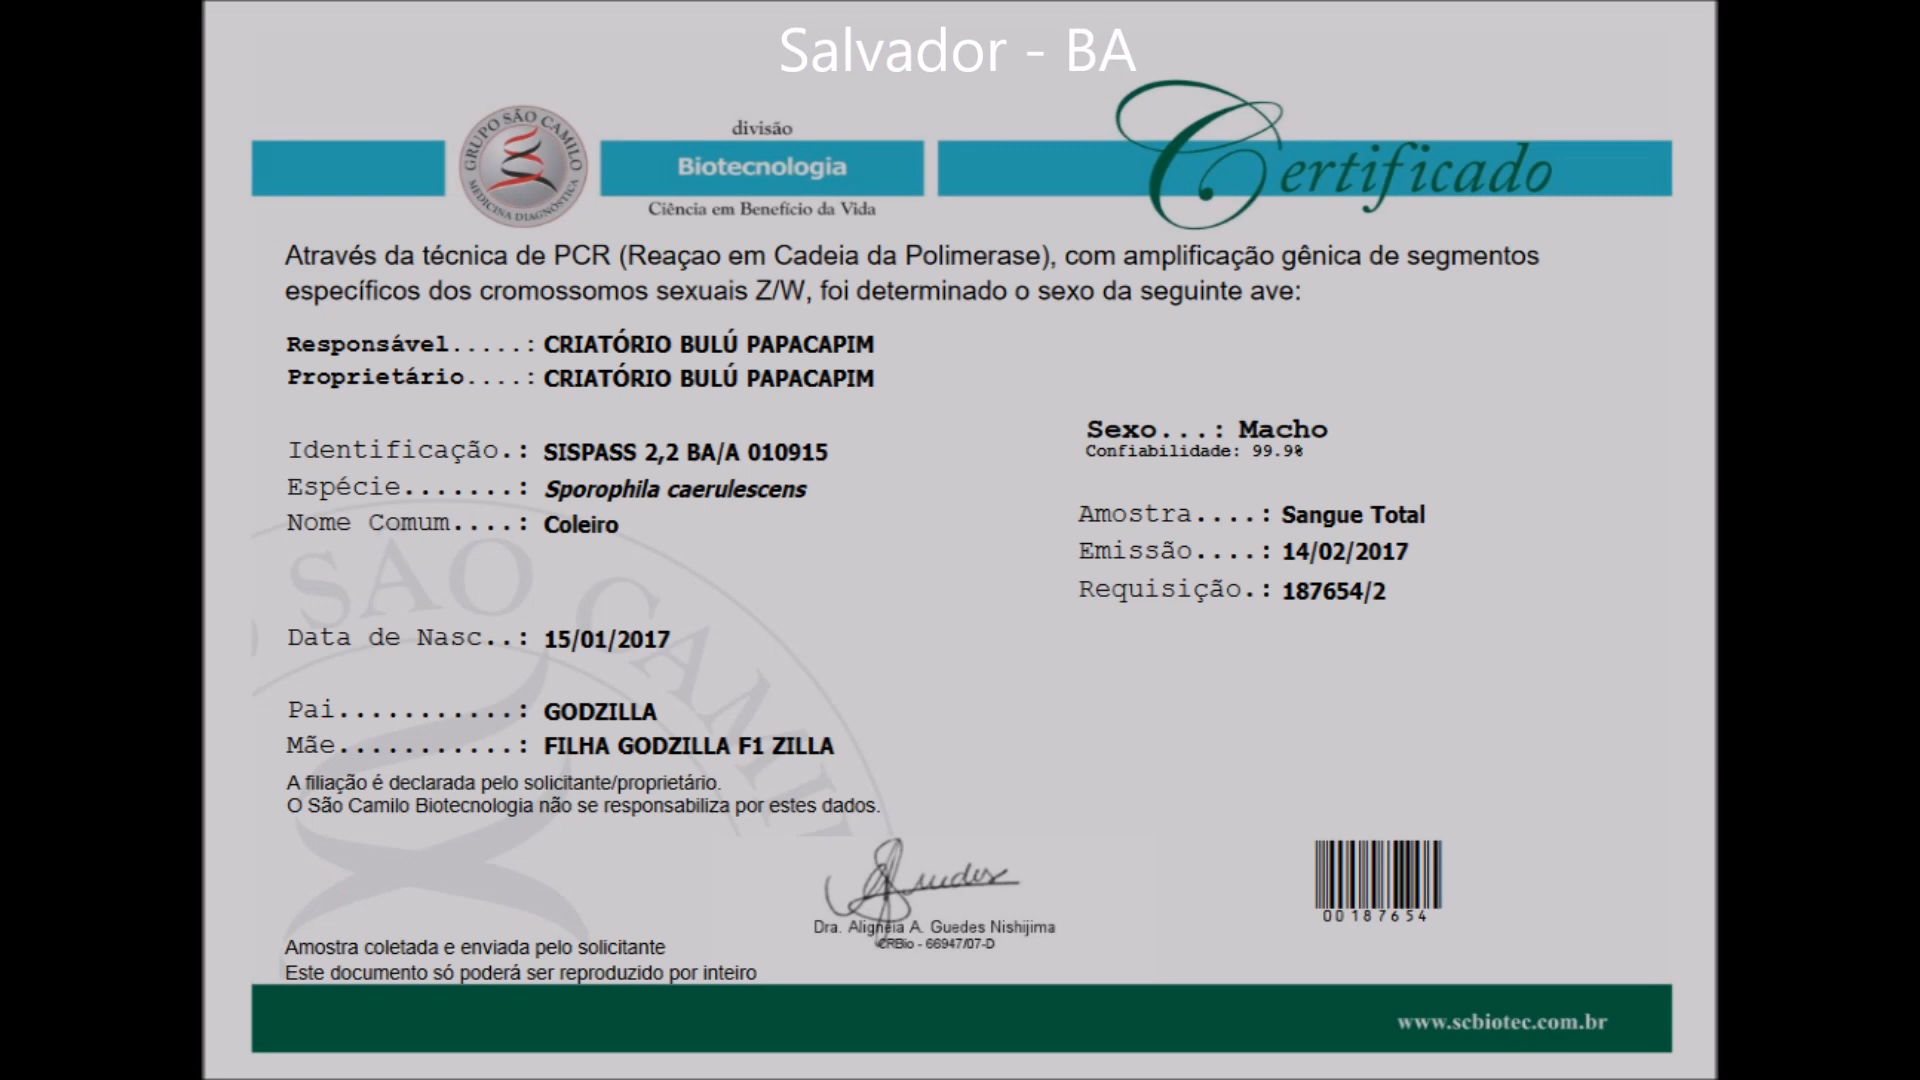 Salvador - BA
GRUPO SÃO CAMILO
MEDICINA DIAGNÓSTICA
divisão
Biotecnologia
Ciência em Benefício da Vida
Certificado
Através da técnica de PCR (Reaçao em Cadeia da Polimerase), com amplificação gênica de segmentos
específicos dos cromossomos sexuais Z/W, foi determinado o sexo da seguinte ave:
Responsável.....: CRIATÓRIO BULÚ PAPACAPIM
Proprietário....: CRIATÓRIO BULÚ PAPACAPIM
Sexo...: Macho
Confiabilidade: 99.9%
Identificação.: SISPASS 2,2 BA/A 010915
Espécie.......: Sporophila caerulescens
Nome Comum....: Coleiro
Amostra....: Sangue Total
Emissão....: 14/02/2017
Requisição.: 187654/2
SÃO CAMIL
Data de Nasc..: 15/01/2017
Pai...........: GODZILLA
Mãe...........: FILHA GODZILLA F1 ZILLA
A filiação é declarada pelo solicitante/proprietário.
O São Camilo Biotecnologia não se responsabiliza por estes dados.
Guedes
Dra. Alignéia A. Guedes Nishijima
CRBio - 66947/07-D
00187654
Amostra coletada e enviada pelo solicitante
Este documento só poderá ser reproduzido por inteiro
www.scbiotec.com.br